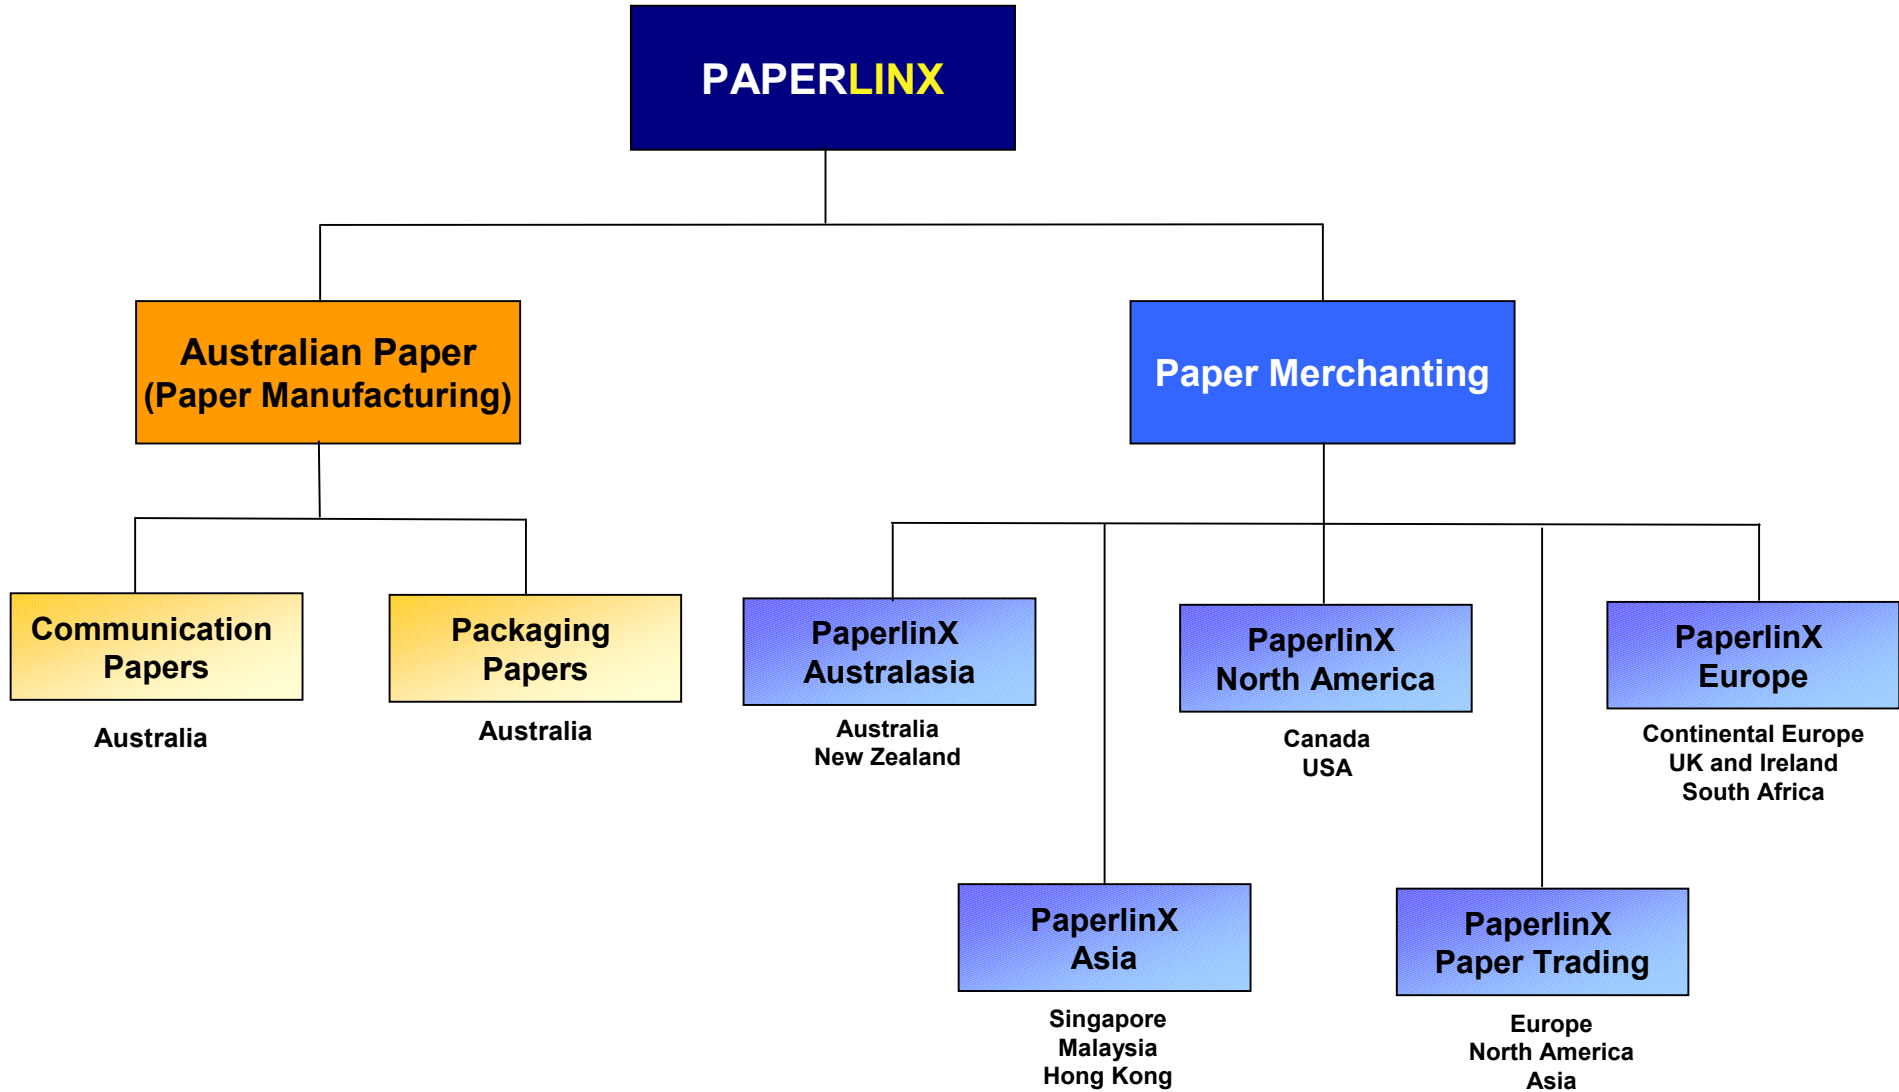 PAPERLINX
Australian Paper
(Paper Manufacturing)
Paper Merchanting
Communication
Papers
Australia
Packaging
Papers
Australia
PaperlinX
Australasia
Australia
New Zealand
PaperlinX
North America
Canada
USA
PaperlinX
Europe
Continental Europe
UK and Ireland
South Africa
PaperlinX
Asia
Singapore
Malaysia
Hong Kong
PaperlinX
Paper Trading
Europe
North America
Asia